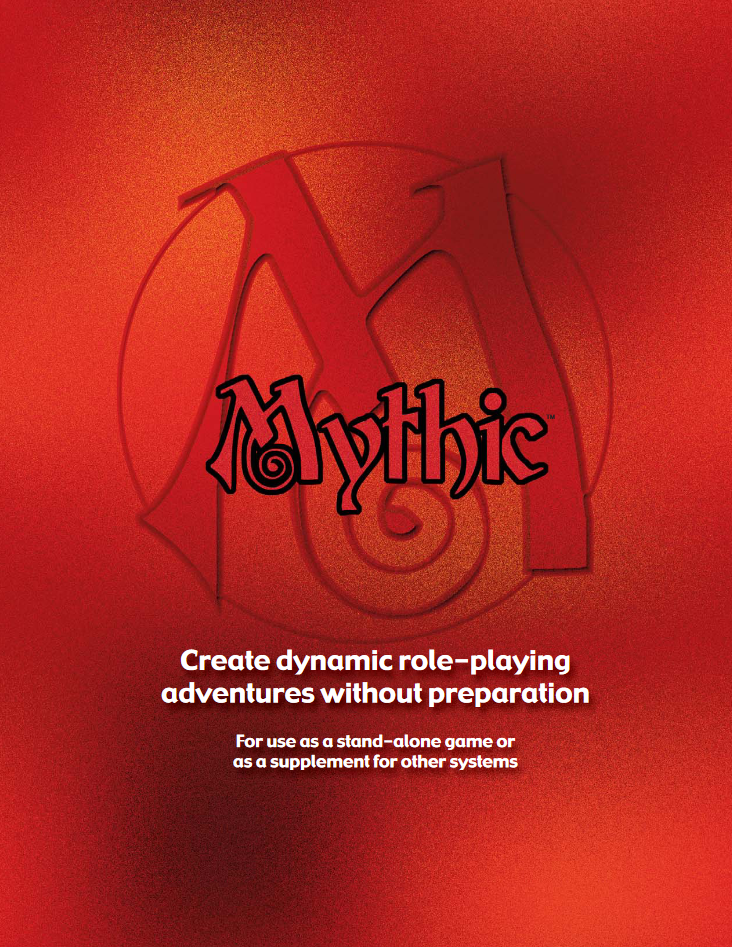 M
Mythic™
Create dynamic role-playing
adventures without preparation
For use as a stand-alone game or
as a supplement for other systems